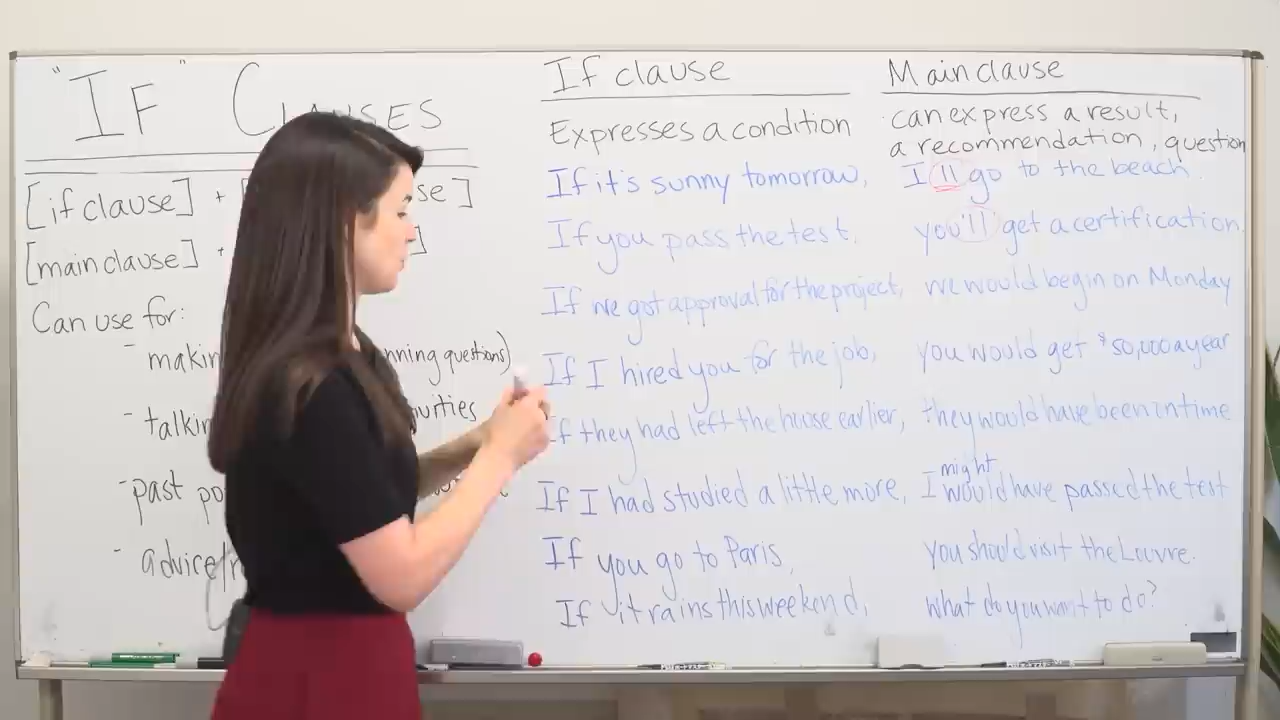 "IF" CLAUSES
[if clause] + [ se]
[main clause] + ]
Can use for:
- makin nning questions)
- talkin
- past po
- advice/
If clause
Expresses a condition
If it's sunny tomorrow,
If you pass the test,
If we got approval for the project,
If I hired you for the job,
If they had left the house earlier,
If I had studied a little more,
If you go to Paris,
If it rains this weekend,
Main clause
can express a result,
a recommendation, question
I'll go to the beach.
you'll get a certification.
we would begin on Monday
you would get $50,000 a year
they would have been on time
might
I would have passed the test
you should visit the Louvre.
what do you want to do?